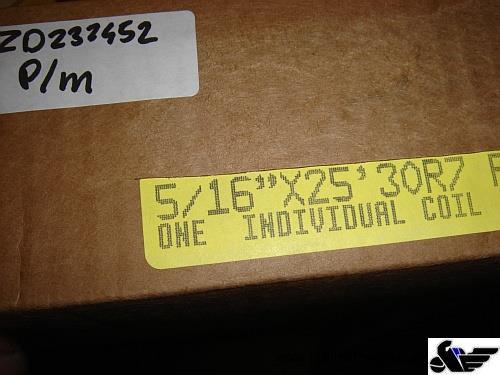 ZD237452
P/m
5/16"X25' 30R7
ONE INDIVIDUAL COIL